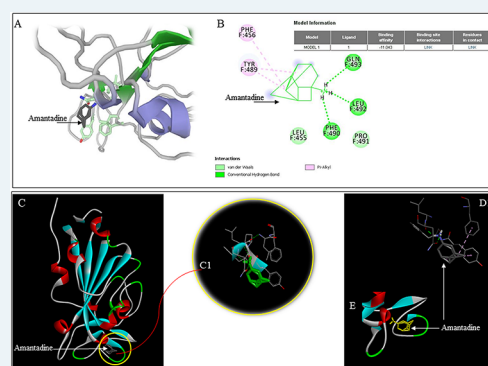 A
Amantadine
B
Model Information
Model
Ligand
Binding affinity
Binding site interactions
Residues in contact
MODEL 1
1
LINK
LINK
PHE
F:456
TYR
F:489
GLN
F:493
LEU
F:492
Amantadine
H
H
H
LEU
F:455
PHE
F:490
PRO
F:491
Interactions
van der Waals
Conventional Hydrogen Bond
Pi-Alkyl
C
Amantadine
C1
D
E
Amantadine